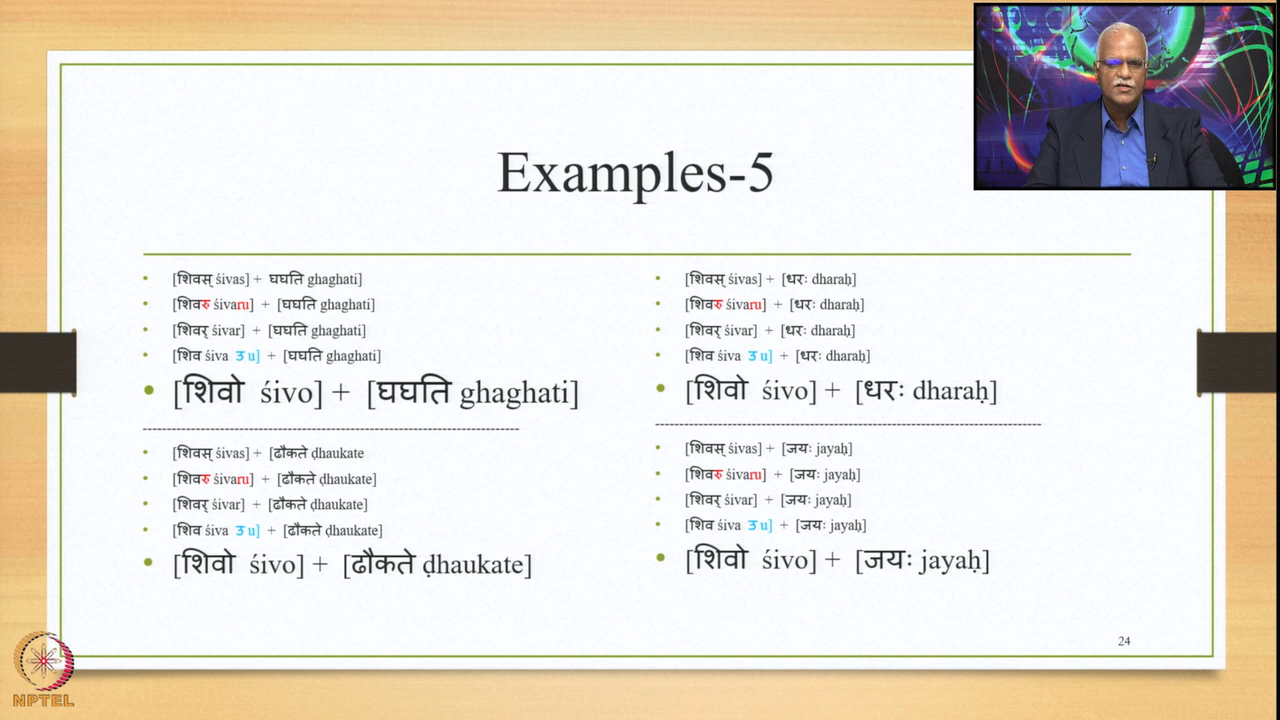 Examples-5
• [शिवस् śivas] + घघति ghaghati]
• [शिवरु śivaru] + [घघति ghaghati]
• [शिवर् śivar] + [घघति ghaghati]
• [शिव śiva उ u] + [घघति ghaghati]
• [शिवो śivo] + [घघति ghaghati]
--------------------------------------------------------------------------------
• [शिवस् śivas] + [ढौकते ḍhaukate
• [शिवरु śivaru] + [ढौकते ḍhaukate]
• [शिवर् śivar] + [ढौकते ḍhaukate]
• [शिव śiva उ u] + [ढौकते ḍhaukate]
• [शिवो śivo] + [ढौकते ḍhaukate]
• [शिवस् śivas] + [धरः dharaḥ]
• [शिवरु śivaru] + [धरः dharaḥ]
• [शिवर् śivar] + [धरः dharaḥ]
• [शिव śiva उ u] + [धरः dharaḥ]
• [शिवो śivo] + [धरः dharaḥ]
--------------------------------------------------------------------------------
• [शिवस् śivas] + [जयः jayaḥ]
• [शिवरु śivaru] + [जयः jayaḥ]
• [शिवर् śivar] + [जयः jayaḥ]
• [शिव śiva उ u] + [जयः jayaḥ]
• [शिवो śivo] + [जयः jayaḥ]
24
NPTEL